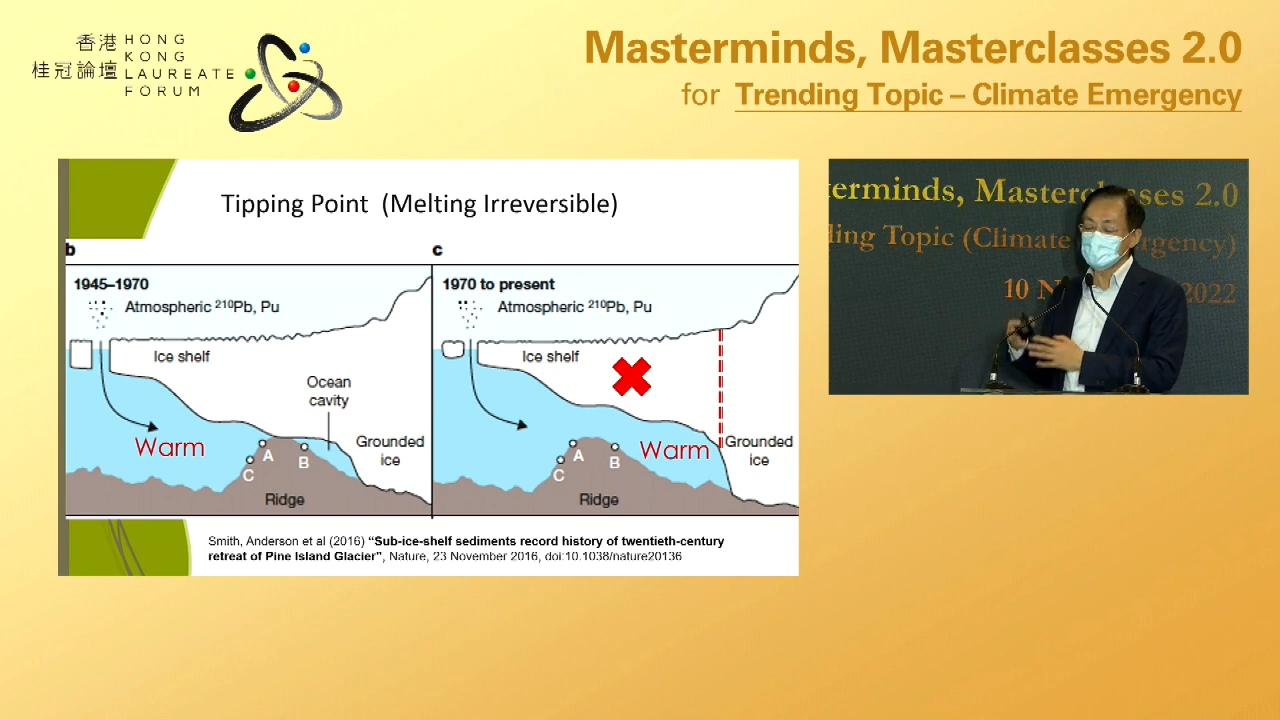 香港
桂冠論壇
HONG
KONG
LAUREATE
FORUM
Masterminds, Masterclasses 2.0
for Trending Topic – Climate Emergency
Tipping Point (Melting Irreversible)
b
1945–1970
Atmospheric ²¹⁰Pb, Pu
Ice shelf
Ocean
cavity
Warm
Grounded
ice
A
B
C
Ridge
c
1970 to present
Atmospheric ²¹⁰Pb, Pu
Ice shelf
Warm
Grounded
ice
A
B
C
Ridge
Smith, Anderson et al (2016) “Sub-ice-shelf sediments record history of twentieth-century
retreat of Pine Island Glacier”, Nature, 23 November 2016, doi:10.1038/nature20136
terminds, Master sses 2.0
ding Topic (Climate rgency)
10 N 2022